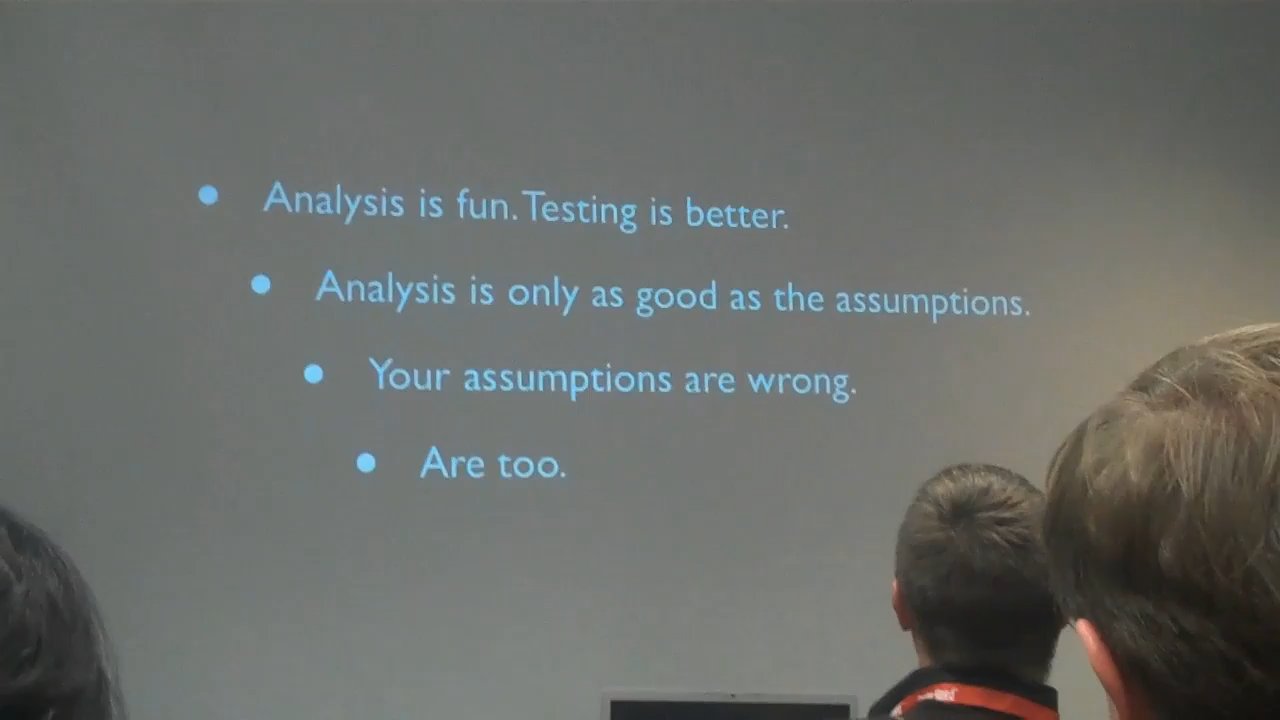 Analysis is fun. Testing is better.
Analysis is only as good as the assumptions.
Your assumptions are wrong.
Are too.